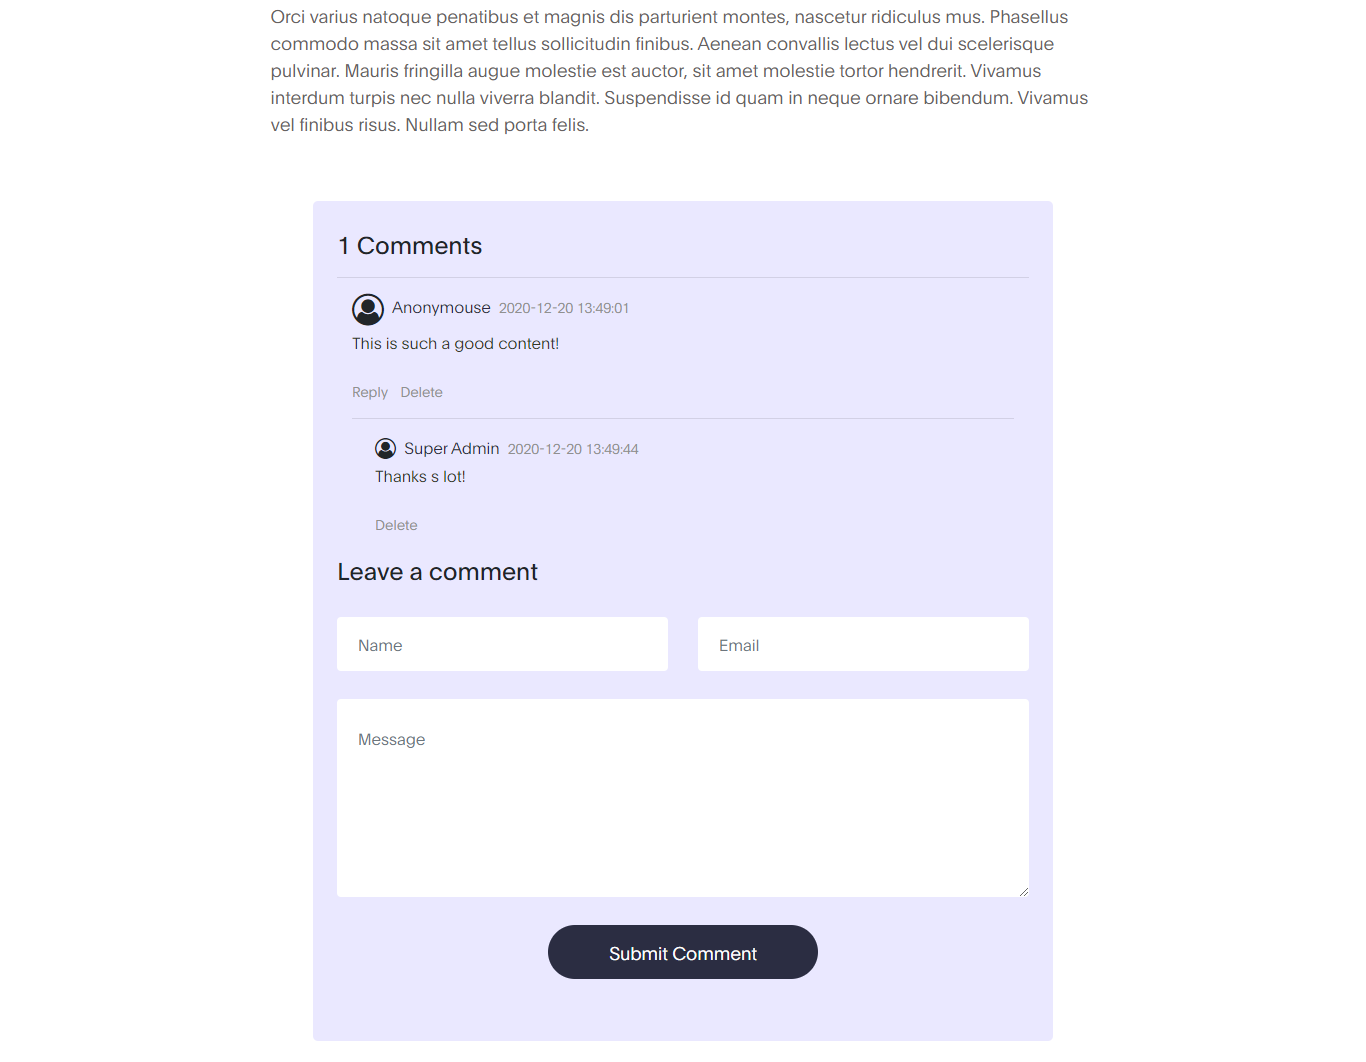 Orci varius natoque penatibus et magnis dis parturient montes, nascetur ridiculus mus. Phasellus
commodo massa sit amet tellus sollicitudin finibus. Aenean convallis lectus vel dui scelerisque
pulvinar. Mauris fringilla augue molestie est auctor, sit amet molestie tortor hendrerit. Vivamus
interdum turpis nec nulla viverra blandit. Suspendisse id quam in neque ornare bibendum. Vivamus
vel finibus risus. Nullam sed porta felis.
1 Comments
Anonymouse 2020-12-20 13:49:01
This is such a good content!
Reply Delete
Super Admin 2020-12-20 13:49:44
Thanks s lot!
Delete
Leave a comment
Name Email
Message
Submit Comment